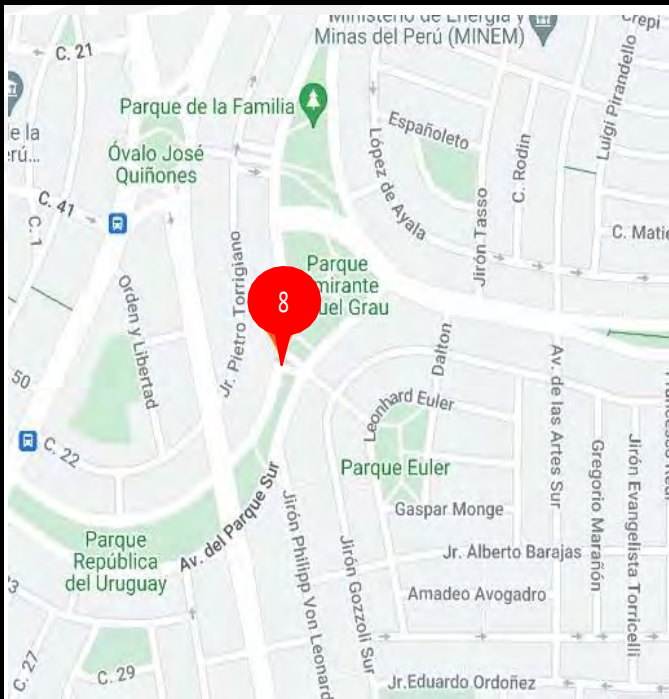 Ministerio de Energía y
Minas del Perú (MINEM)
Crepi
C. 21
Luigi Pirandello
Parque de la Familia
e la
erú...
Españoleto
C. Rodin
Óvalo José
Quiñones
López de Ayala
C. 41
C. 1
Jirón Tasso
C. Matie
Orden y Libertad
Jr. Pietro Torrigiano
Parque
mirante
uel Grau
8
Dalton
Av. de las Artes Sur
50
C. 22
Leonhard Euler
Parque Euler
Gregorio Marañón
Jirón Evangelista Torricelli
Gaspar Monge
Av. del Parque Sur
Jirón Philipp Von Leonard
Jirón Gozzoli Sur
Parque
República
del Uruguay
Jr. Alberto Barajas
Amadeo Avogadro
C. 27
C. 29
Jr.Eduardo Ordoñez